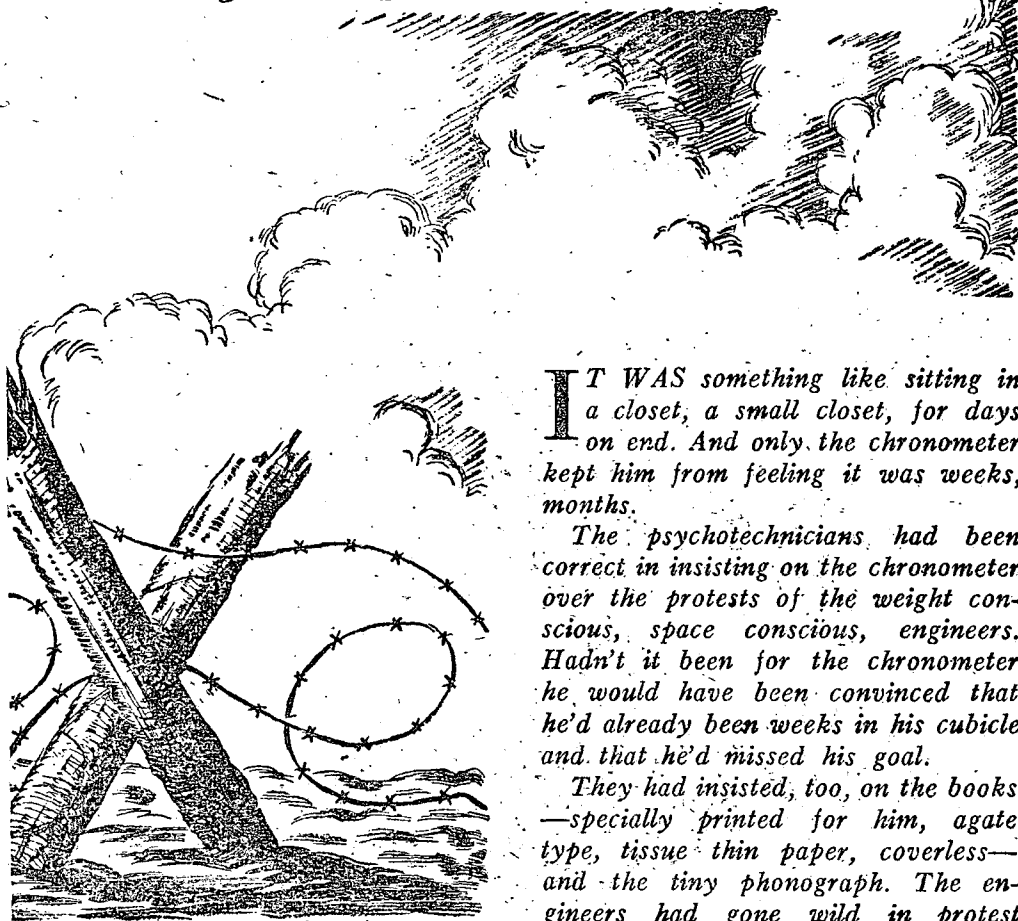 IT WAS something like sitting in
a closet, a small closet, for days
on end. And only the chronometer
kept him from feeling it was weeks,
months.
The psychotechnicians had been
correct in insisting on the chronometer
over the protests of the weight con-
scious, space conscious, engineers.
Hadn't it been for the chronometer
he would have been convinced that
he'd already been weeks in his cubicle
and that he'd missed his goal.
They had insisted, too, on the books
—specially printed for him, agate
type, tissue thin paper, coverless—
and the tiny phonograph. The en-
gineers had gone wild in protest